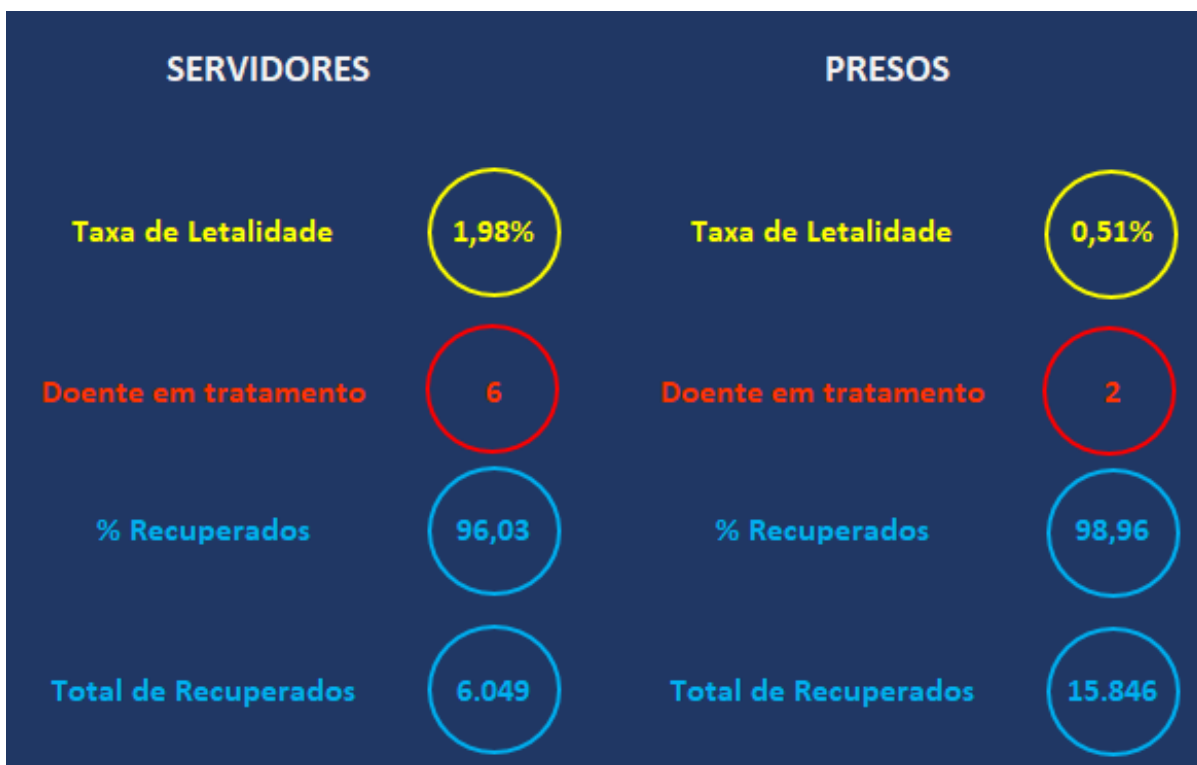 SERVIDORES
PRESOS
Taxa de Letalidade
1,98%
Taxa de Letalidade
0,51%
Doente em tratamento
6
Doente em tratamento
2
% Recuperados
96,03
% Recuperados
98,96
Total de Recuperados
6.049
Total de Recuperados
15.846